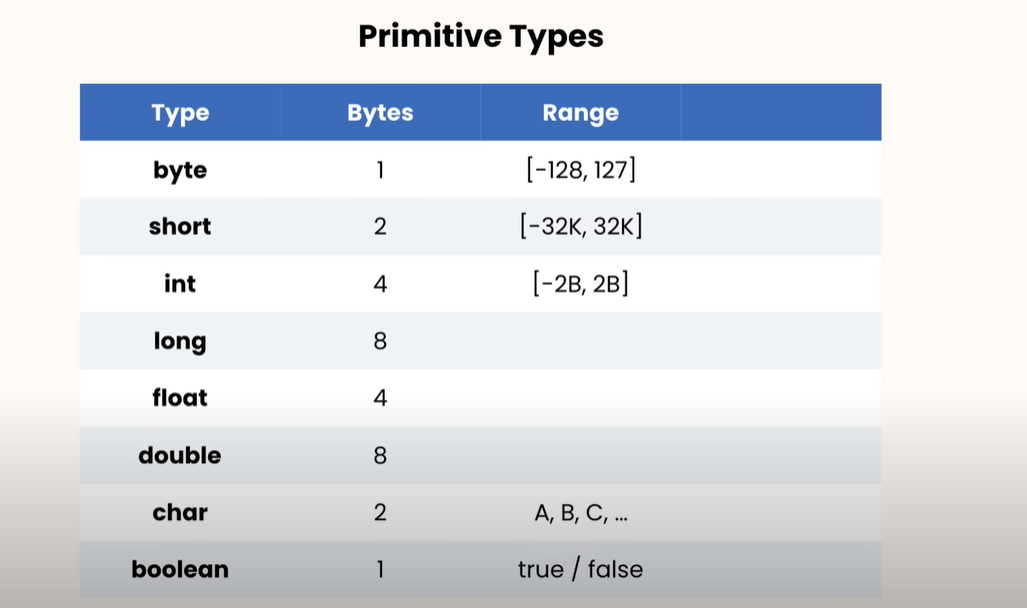 Primitive Types
Type Bytes Range
byte 1 [-128, 127]
short 2 [-32K, 32K]
int 4 [-2B, 2B]
long 8
float 4
double 8
char 2 A, B, C, ...
boolean 1 true / false